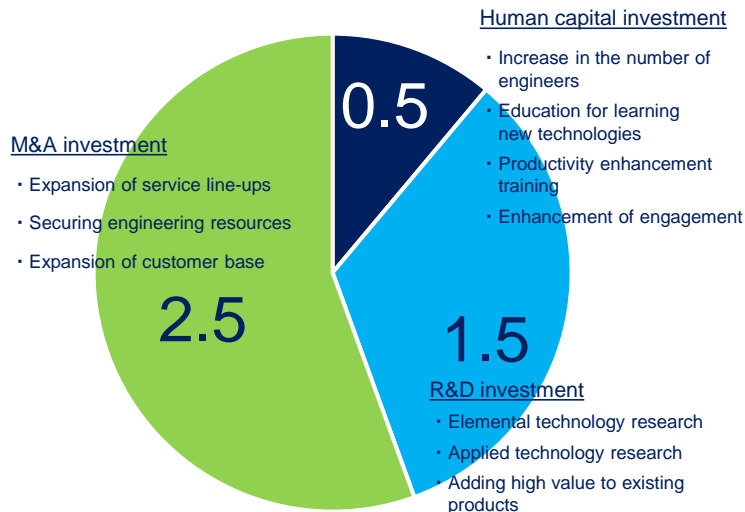 Human capital investment
・Increase in the number of
engineers
・Education for learning
new technologies
・Productivity enhancement
training
・Enhancement of engagement
0.5
M&A investment
・Expansion of service line-ups
・Securing engineering resources
・Expansion of customer base
2.5
1.5
R&D investment
・Elemental technology research
・Applied technology research
・Adding high value to existing
products